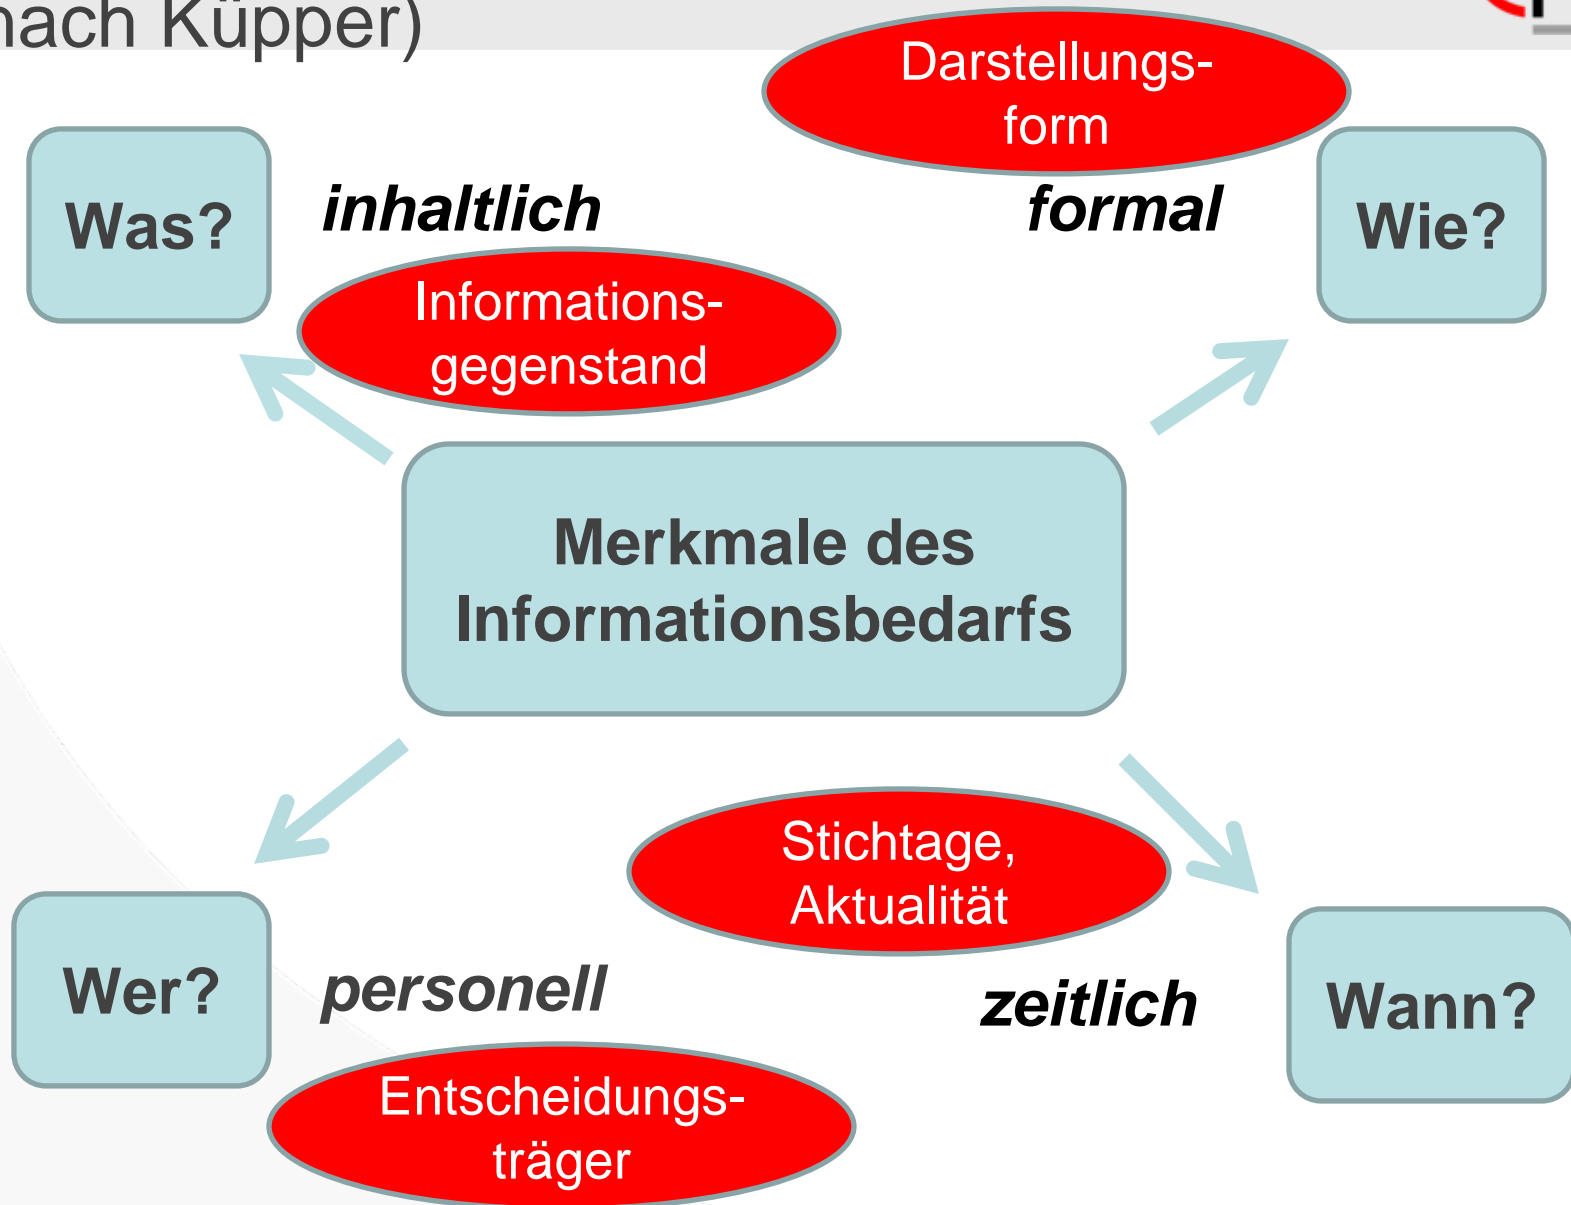 nach Küpper)
Darstellungs-
form
Was?
inhaltlich
formal
Wie?
Informations-
gegenstand
Merkmale des
Informationsbedarfs
Stichtage,
Aktualität
Wer?
personell
zeitlich
Wann?
Entscheidungs-
träger